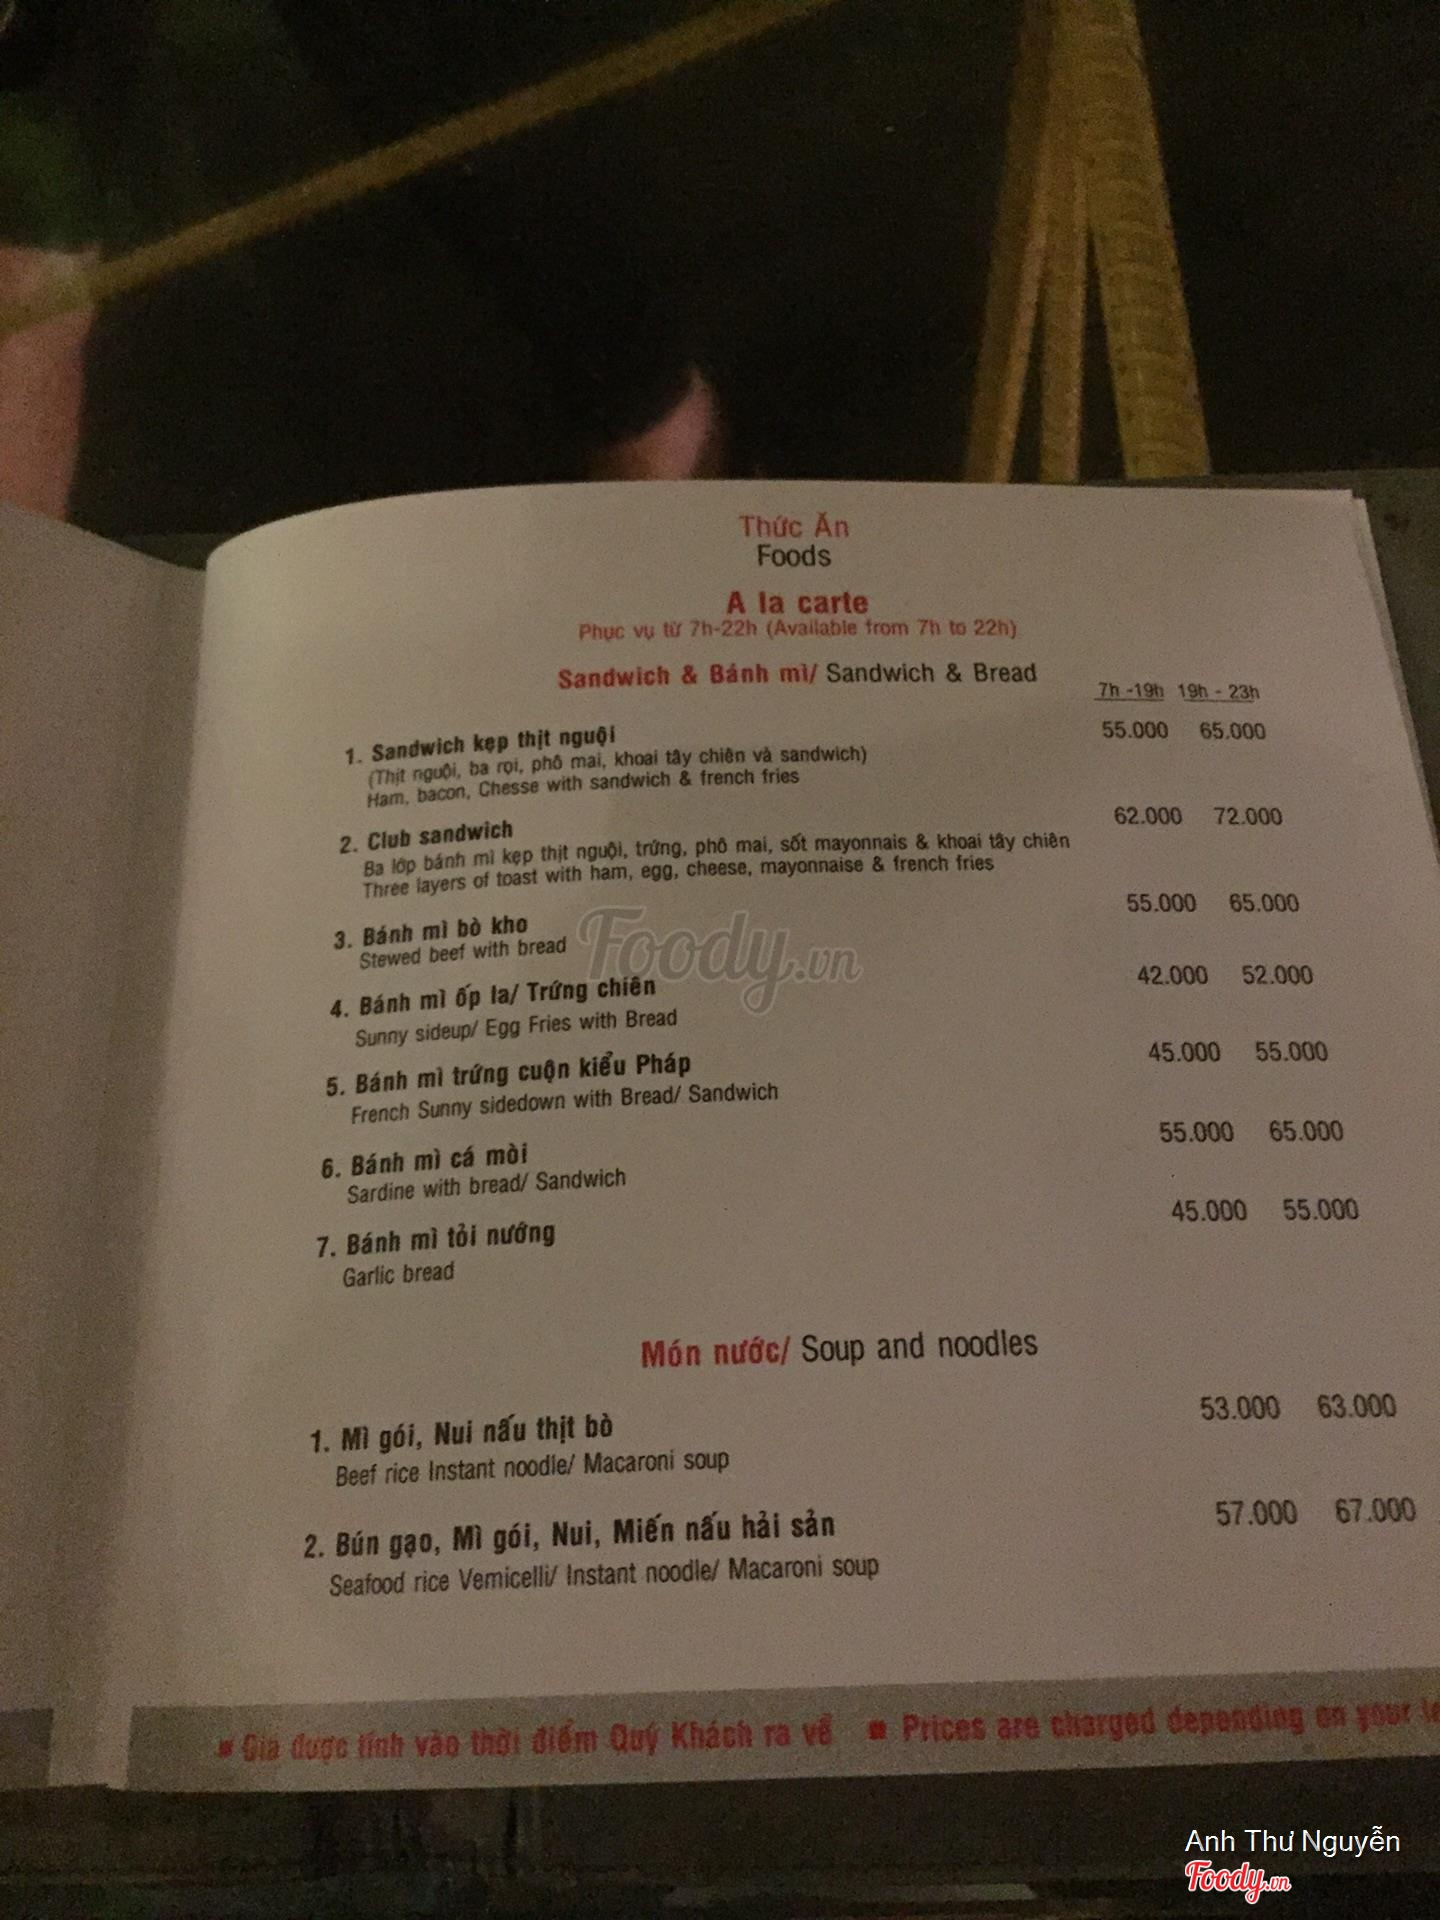 Thức Ăn
Foods
A la carte
Phục vụ từ 7h-22h (Available from 7h to 22h)
Sandwich & Bánh mì/ Sandwich & Bread
7h -19h 19h - 23h
1. Sandwich kẹp thịt nguội 55.000 65.000
(Thịt nguội, ba rọi, phô mai, khoai tây chiên và sandwich)
Ham, bacon, Chesse with sandwich & french fries
2. Club sandwich 62.000 72.000
Ba lớp bánh mì kẹp thịt nguội, trứng, phô mai, sốt mayonnais & khoai tây chiên
Three layers of toast with ham, egg, cheese, mayonnaise & french fries
3. Bánh mì bò kho 55.000 65.000
Stewed beef with bread
Foody.vn
4. Bánh mì ốp la/ Trứng chiên 42.000 52.000
Sunny sideup/ Egg Fries with Bread
5. Bánh mì trứng cuộn kiểu Pháp 45.000 55.000
French Sunny sidedown with Bread/ Sandwich
6. Bánh mì cá mòi 55.000 65.000
Sardine with bread/ Sandwich
7. Bánh mì tỏi nướng 45.000 55.000
Garlic bread
Món nước/ Soup and noodles
1. Mì gói, Nui nấu thịt bò 53.000 63.000
Beef rice Instant noodle/ Macaroni soup
2. Bún gạo, Mì gói, Nui, Miến nấu hải sản 57.000 67.000
Seafood rice Vemicelli/ Instant noodle/ Macaroni soup
Giá được tính vào thời điểm Quý Khách ra về ■ Prices are charged depending on your
Anh Thư Nguyễn
Foody.vn